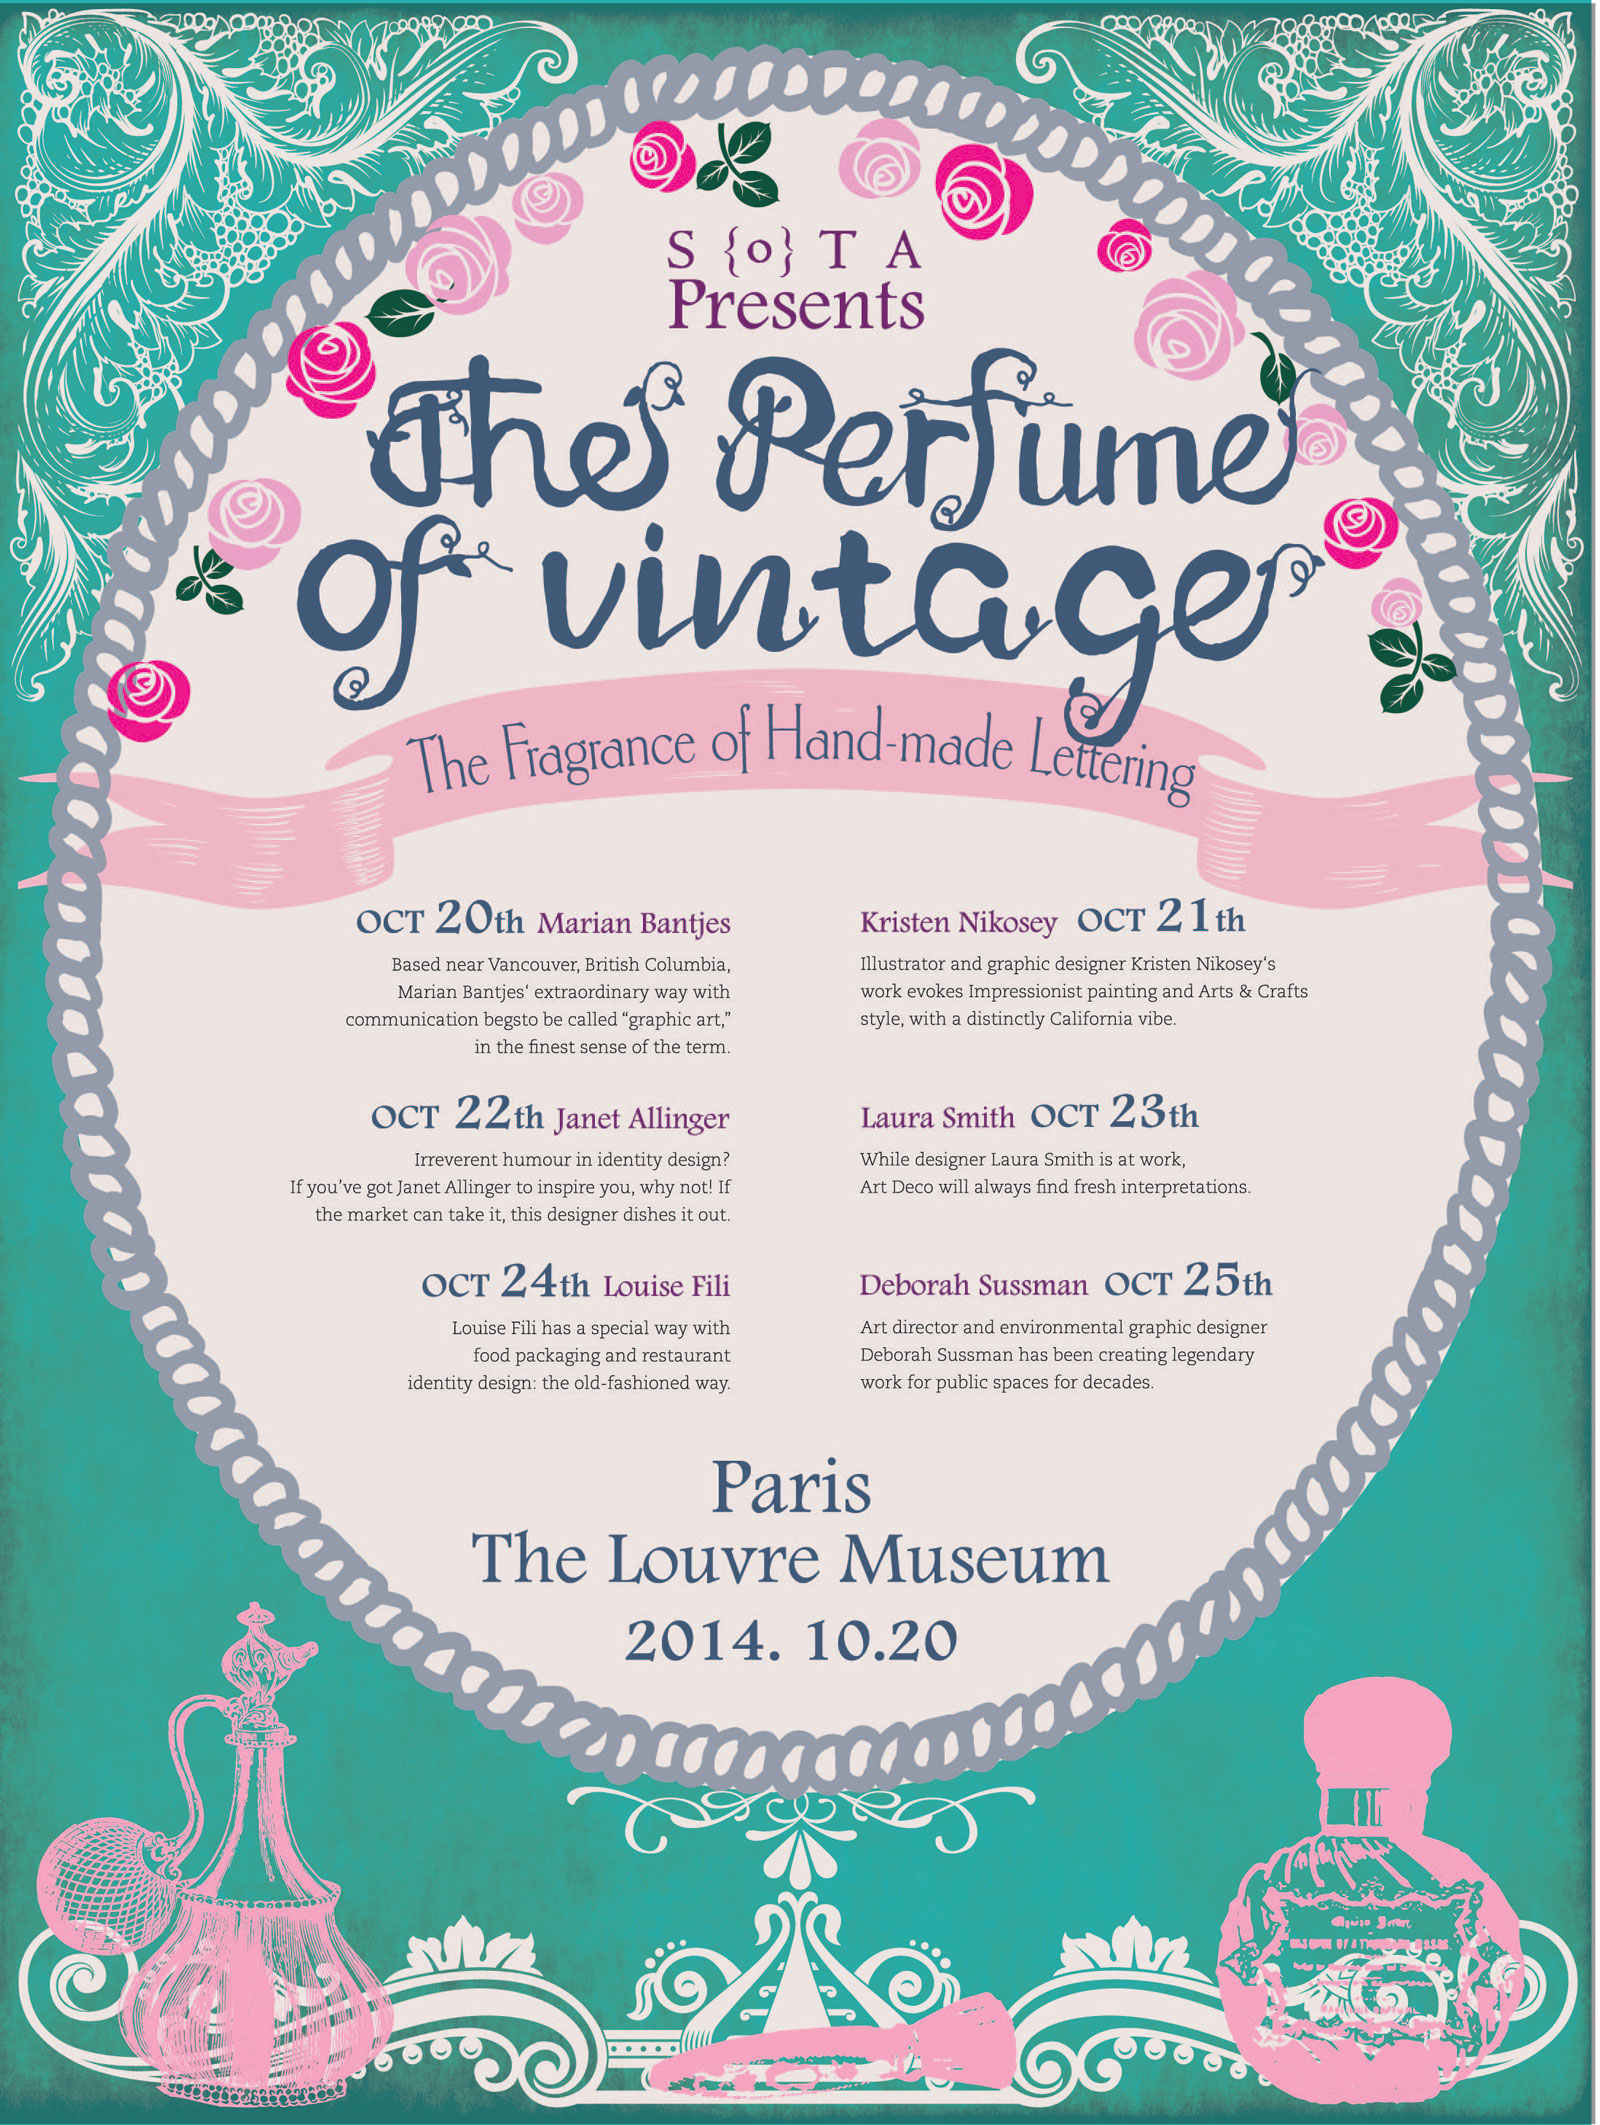 S {o} T A
Presents
The Perfume
of vintage
The Fragrance of Hand-made Lettering
OCT 20th Marian Bantjes
Based near Vancouver, British Columbia,
Marian Bantjes‘ extraordinary way with
communication begsto be called “graphic art,”
in the finest sense of the term.
Kristen Nikosey OCT 21th
Illustrator and graphic designer Kristen Nikosey‘s
work evokes Impressionist painting and Arts & Crafts
style, with a distinctly California vibe.
OCT 22th Janet Allinger
Irreverent humour in identity design?
If you’ve got Janet Allinger to inspire you, why not! If
the market can take it, this designer dishes it out.
Laura Smith OCT 23th
While designer Laura Smith is at work,
Art Deco will always find fresh interpretations.
OCT 24th Louise Fili
Louise Fili has a special way with
food packaging and restaurant
identity design: the old-fashioned way.
Deborah Sussman OCT 25th
Art director and environmental graphic designer
Deborah Sussman has been creating legendary
work for public spaces for decades.
Paris
The Louvre Museum
2014. 10.20